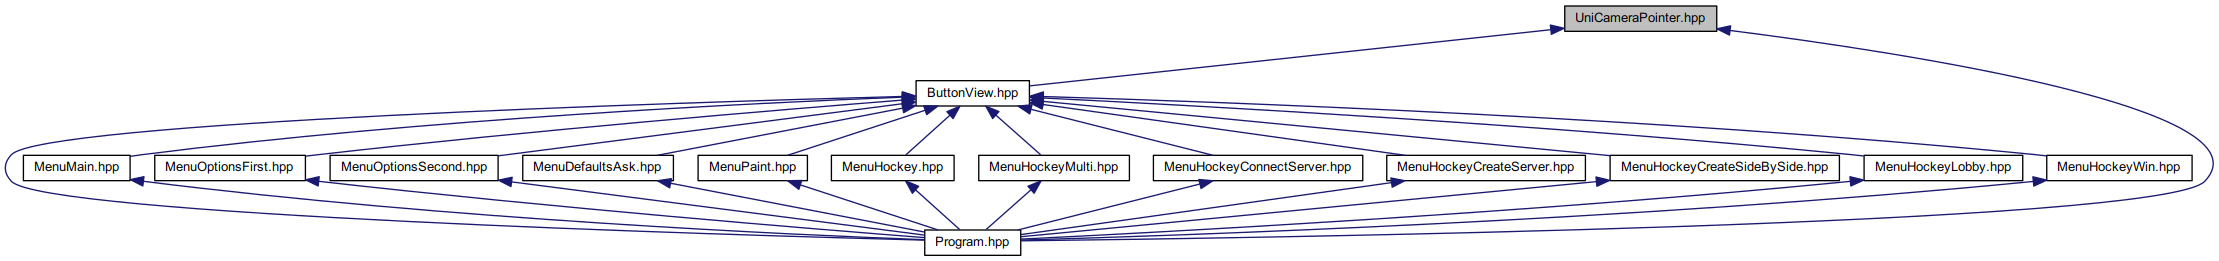 UniCameraPointer.hpp
ButtonView.hpp
MenuMain.hpp
MenuOptionsFirst.hpp
MenuOptionsSecond.hpp
MenuDefaultsAsk.hpp
MenuPaint.hpp
MenuHockey.hpp
MenuHockeyMulti.hpp
MenuHockeyConnectServer.hpp
MenuHockeyCreateServer.hpp
MenuHockeyCreateSideBySide.hpp
MenuHockeyLobby.hpp
MenuHockeyWin.hpp
Program.hpp